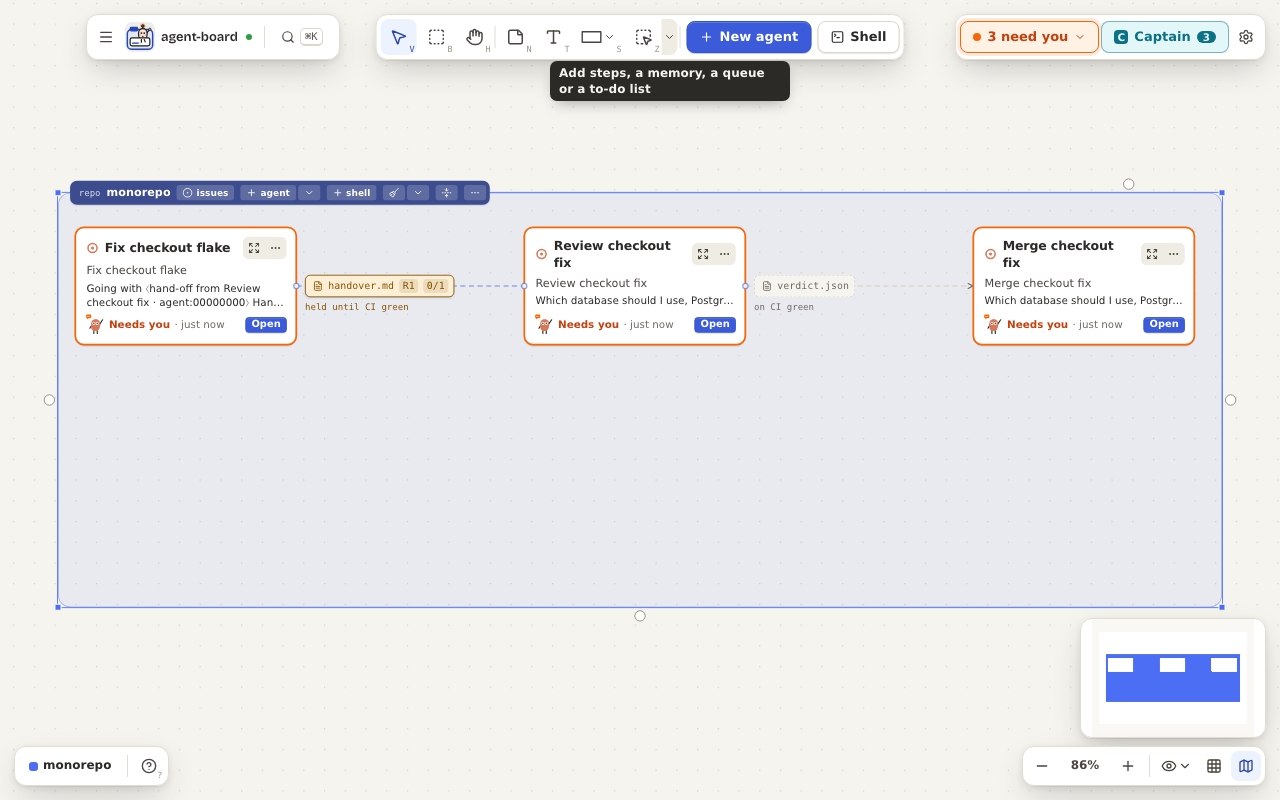 agent-board
⌘K
V
B
H
N
T
S
Z
New agent
Shell
3 need you
C Captain 3
Add steps, a memory, a queue
or a to-do list
repo monorepo issues + agent + shell
Fix checkout flake
Fix checkout flake
Going with ⟨hand-off from Review
checkout fix · agent:00000000⟩ Han…
Needs you · just now
Open
handover.md R1 0/1
held until CI green
Review checkout
fix
Review checkout fix
Which database should I use, Postgr…
Needs you · just now
Open
verdict.json
on CI green
Merge checkout
fix
Merge checkout fix
Which database should I use, Postgr…
Needs you · just now
Open
monorepo
?
86%